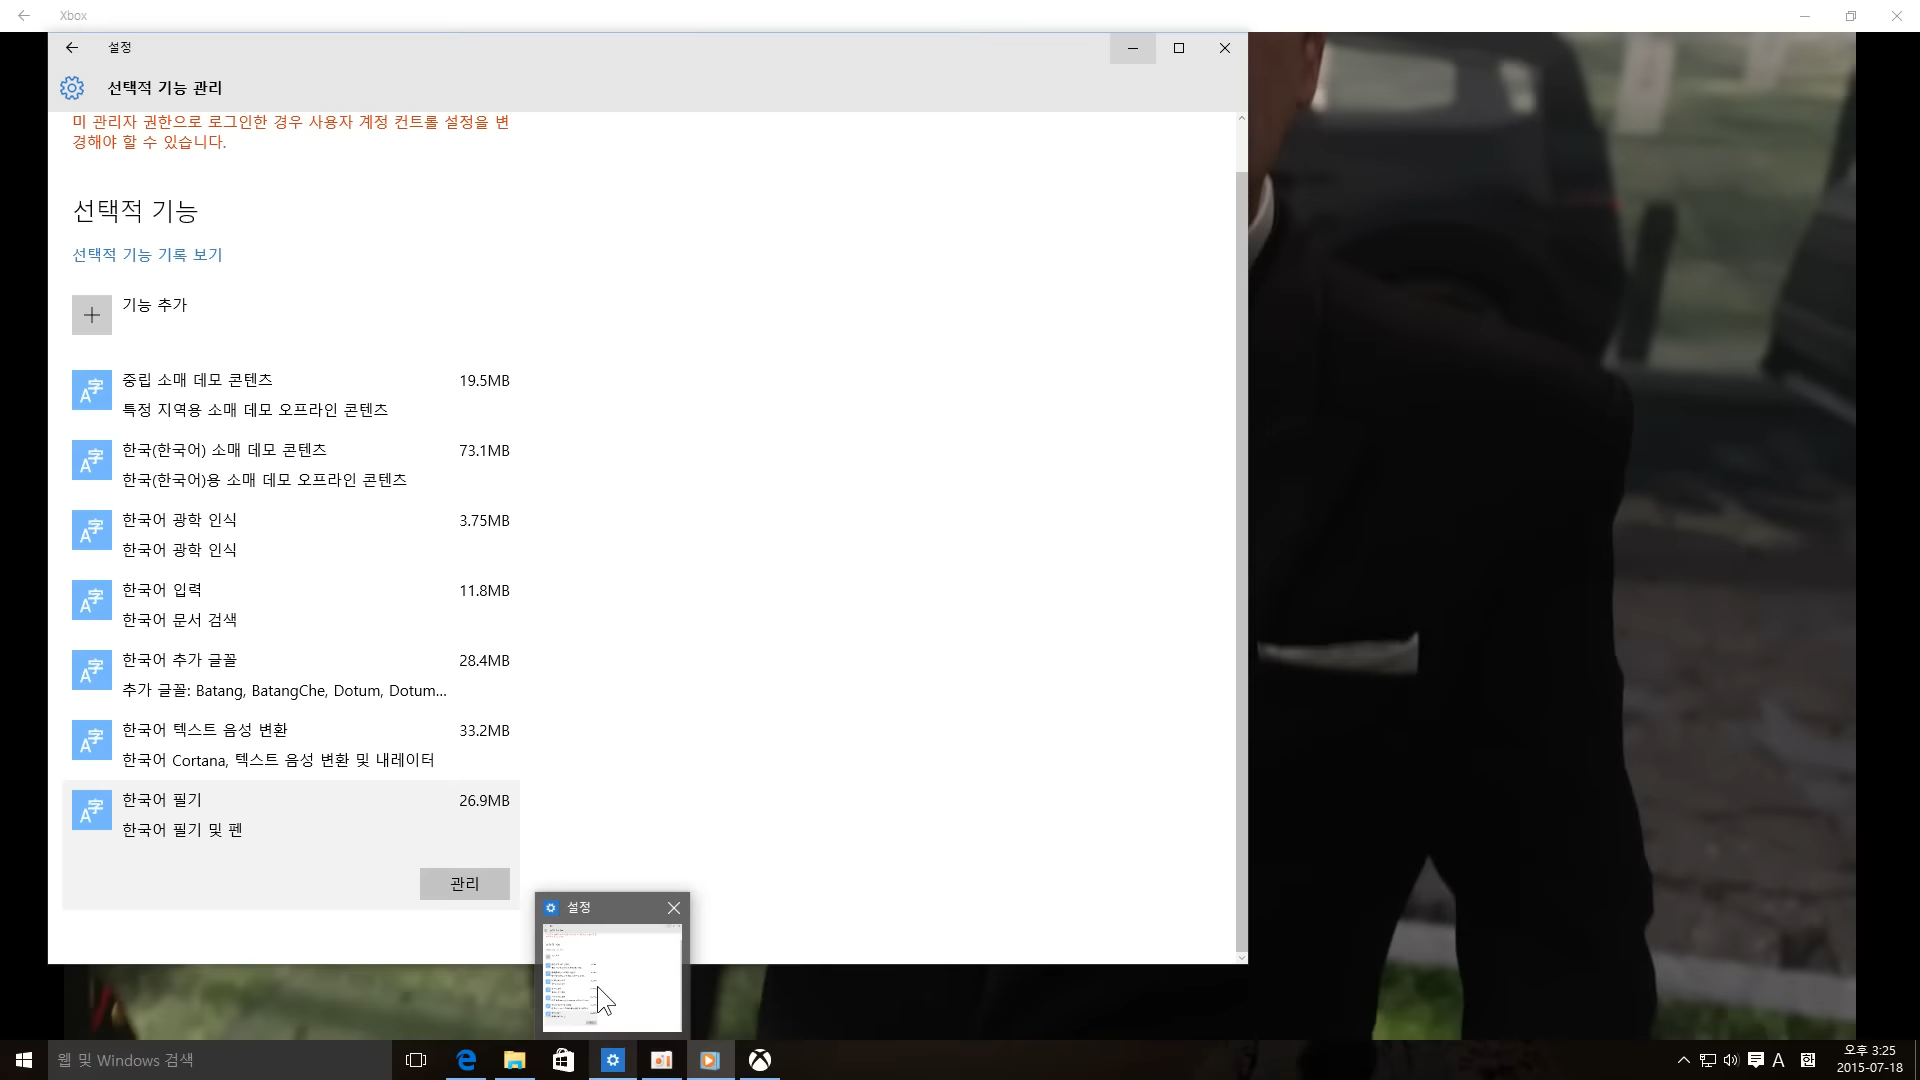 Xbox
설정
선택적 기능 관리
미 관리자 권한으로 로그인한 경우 사용자 계정 컨트롤 설정을 변
경해야 할 수 있습니다.
선택적 기능
선택적 기능 기록 보기
기능 추가
중립 소매 데모 콘텐츠 19.5MB
특정 지역용 소매 데모 오프라인 콘텐츠
한국(한국어) 소매 데모 콘텐츠 73.1MB
한국(한국어)용 소매 데모 오프라인 콘텐츠
한국어 광학 인식 3.75MB
한국어 광학 인식
한국어 입력 11.8MB
한국어 문서 검색
한국어 추가 글꼴 28.4MB
추가 글꼴: Batang, BatangChe, Dotum, Dotum...
한국어 텍스트 음성 변환 33.2MB
한국어 Cortana, 텍스트 음성 변환 및 내레이터
한국어 필기 26.9MB
한국어 필기 및 펜
관리
설정
웹 및 Windows 검색
A 한
오후 3:25
2015-07-18